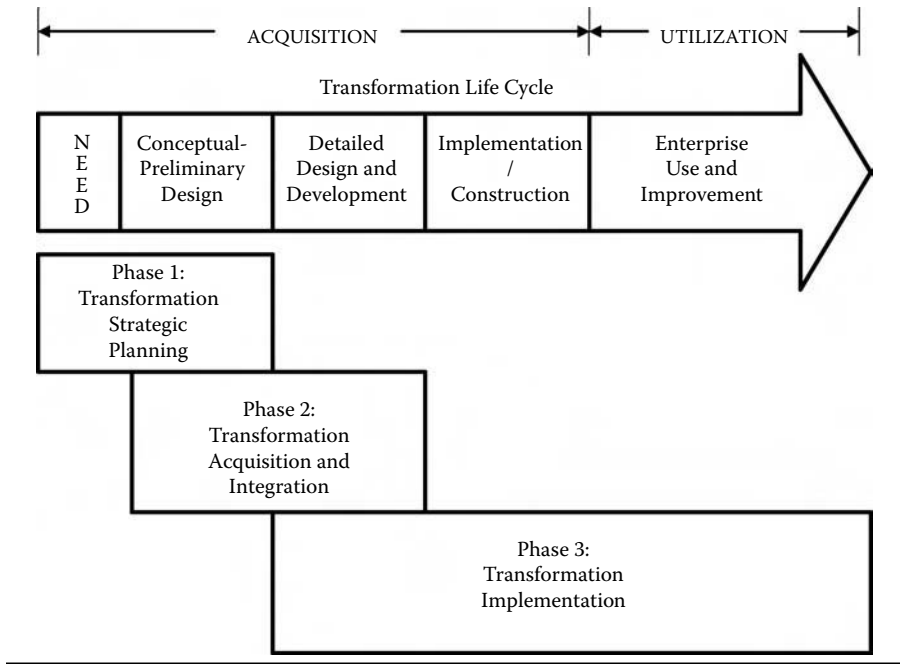 ACQUISITION
UTILIZATION
Transformation Life Cycle
N
E
E
D
Conceptual-
Preliminary
Design
Detailed
Design and
Development
Implementation
/
Construction
Enterprise
Use and
Improvement
Phase 1:
Transformation
Strategic
Planning
Phase 2:
Transformation
Acquisition and
Integration
Phase 3:
Transformation
Implementation